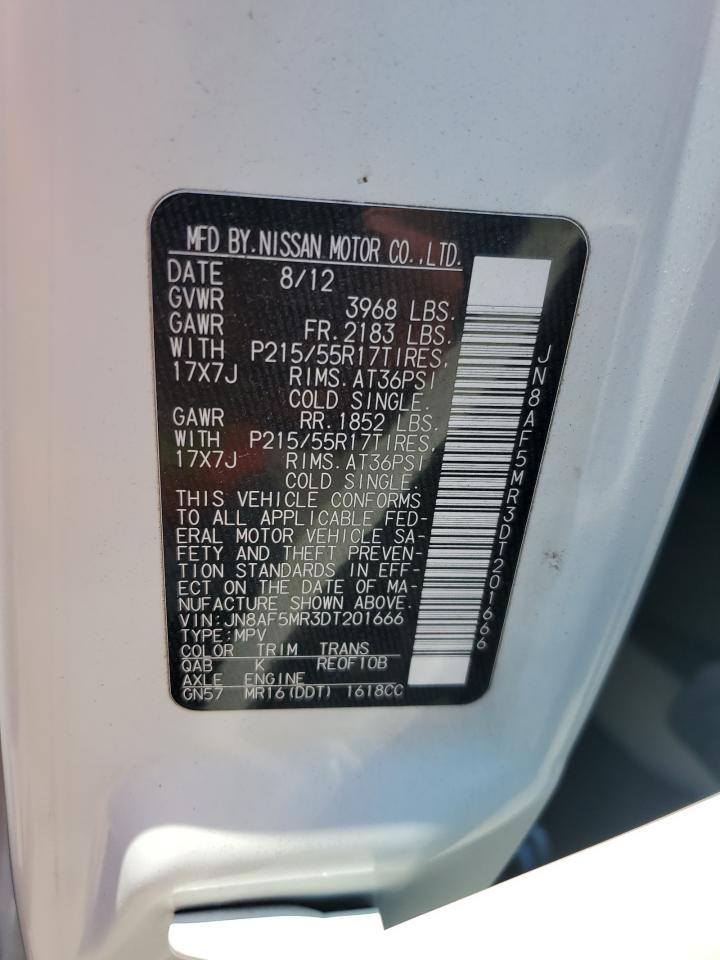 MFD BY.NISSAN MOTOR CO.,LTD.
DATE 8/12
GVWR 3968 LBS.
GAWR FR.2183 LBS.
WITH P215/55R17TIRES,
17X7J RIMS.AT36PSI
COLD SINGLE.
GAWR RR.1852 LBS.
WITH P215/55R17TIRES,
17X7J RIMS.AT36PSI
COLD SINGLE.
THIS VEHICLE CONFORMS
TO ALL APPLICABLE FED-
ERAL MOTOR VEHICLE SA-
FETY AND THEFT PREVEN-
TION STANDARDS IN EFF-
ECT ON THE DATE OF MA-
NUFACTURE SHOWN ABOVE.
VIN:JN8AF5MR3DT201666
TYPE:MPV
COLOR TRIM TRANS
QAB K RE0F10B
AXLE ENGINE
GN57 MR16(DDT) 1618CC
JN8AF5MR3DT201666